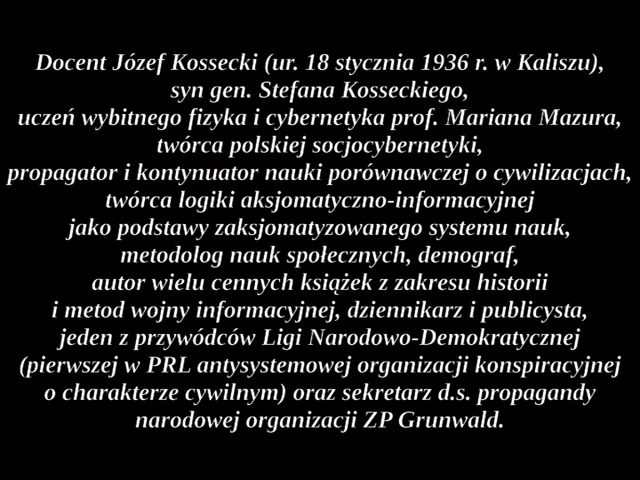 Docent Józef Kossecki (ur. 18 stycznia 1936 r. w Kaliszu),
syn gen. Stefana Kosseckiego,
uczeń wybitnego fizyka i cybernetyka prof. Mariana Mazura,
twórca polskiej socjocybernetyki,
propagator i kontynuator nauki porównawczej o cywilizacjach,
twórca logiki aksjomatyczno-informacyjnej
jako podstawy zaksjomatyzowanego systemu nauk,
metodolog nauk społecznych, demograf,
autor wielu cennych książek z zakresu historii
i metod wojny informacyjnej, dziennikarz i publicysta,
jeden z przywódców Ligi Narodowo-Demokratycznej
(pierwszej w PRL antysystemowej organizacji konspiracyjnej
o charakterze cywilnym) oraz sekretarz d.s. propagandy
narodowej organizacji ZP Grunwald.